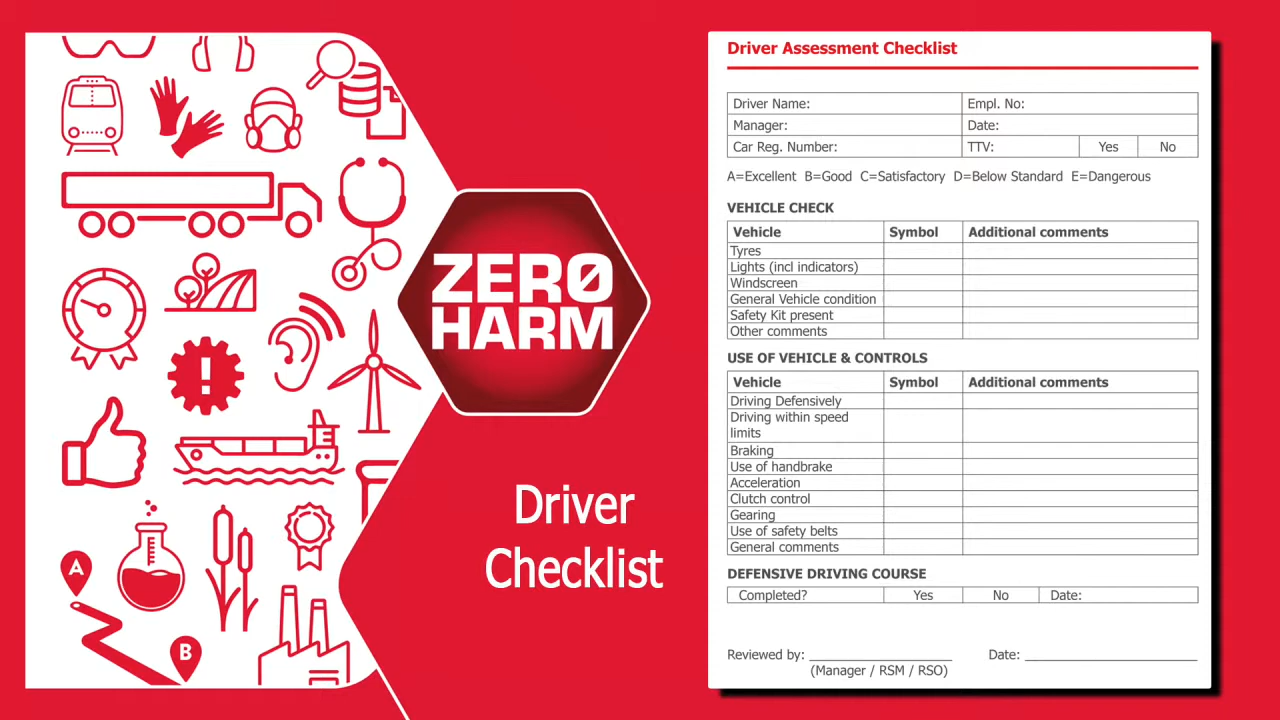 ZERØ
HARM
Driver
Checklist
A
B
!
Driver Assessment Checklist
Driver Name: Empl. No:
Manager: Date:
Car Reg. Number: TTV: Yes No
A=Excellent B=Good C=Satisfactory D=Below Standard E=Dangerous
VEHICLE CHECK
Vehicle Symbol Additional comments
Tyres
Lights (incl indicators)
Windscreen
General Vehicle condition
Safety Kit present
Other comments
USE OF VEHICLE & CONTROLS
Vehicle Symbol Additional comments
Driving Defensively
Driving within speed
limits
Braking
Use of handbrake
Acceleration
Clutch control
Gearing
Use of safety belts
General comments
DEFENSIVE DRIVING COURSE
Completed? Yes No Date:
Reviewed by: Date:
(Manager / RSM / RSO)